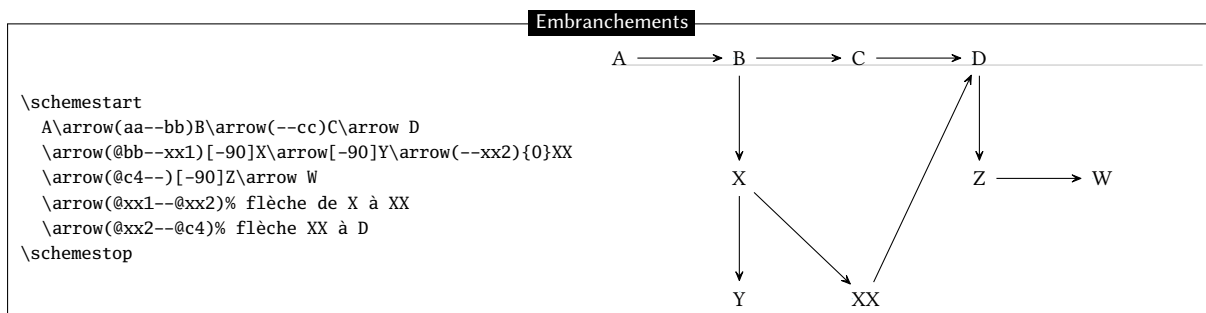 Embranchements
\schemestart
A\arrow(aa--bb)B\arrow(--cc)C\arrow D
\arrow(@bb--xx1)[-90]X\arrow[-90]Y\arrow(--xx2){0}XX
\arrow(@c4--)[-90]Z\arrow W
\arrow(@xx1--@xx2)% flèche de X à XX
\arrow(@xx2--@c4)% flèche XX à D
\schemestop
A B C D
X Z W
Y XX